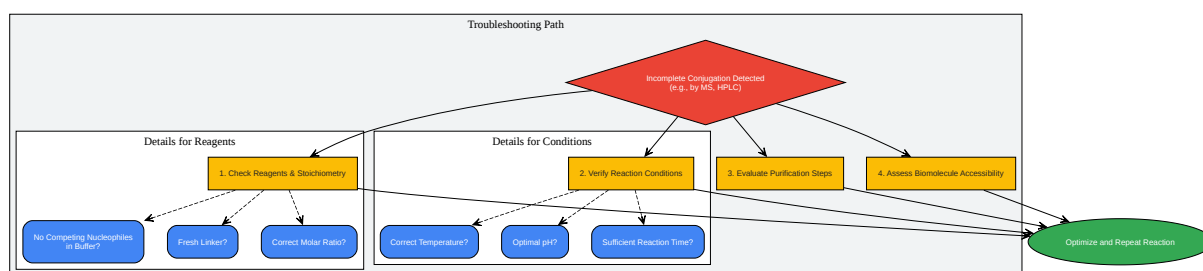 Troubleshooting Path
Incomplete Conjugation Detected
(e.g., by MS, HPLC)
Details for Reagents
Details for Conditions
1. Check Reagents & Stoichiometry
2. Verify Reaction Conditions
3. Evaluate Purification Steps
4. Assess Biomolecule Accessibility
No Competing Nucleophiles
in Buffer?
Fresh Linker?
Correct Molar Ratio?
Correct Temperature?
Optimal pH?
Sufficient Reaction Time?
Optimize and Repeat Reaction